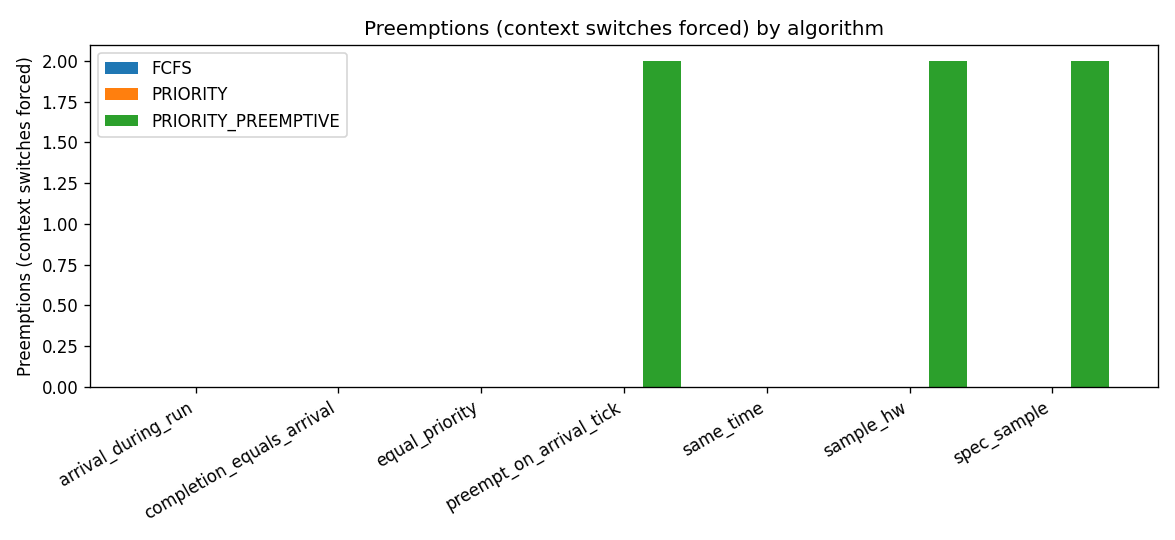 Preemptions (context switches forced) by algorithm
Preemptions (context switches forced)
2.00
1.75
1.50
1.25
1.00
0.75
0.50
0.25
0.00
FCFS
PRIORITY
PRIORITY_PREEMPTIVE
arrival_during_run
completion_equals_arrival
equal_priority
preempt_on_arrival_tick
same_time
sample_hw
spec_sample